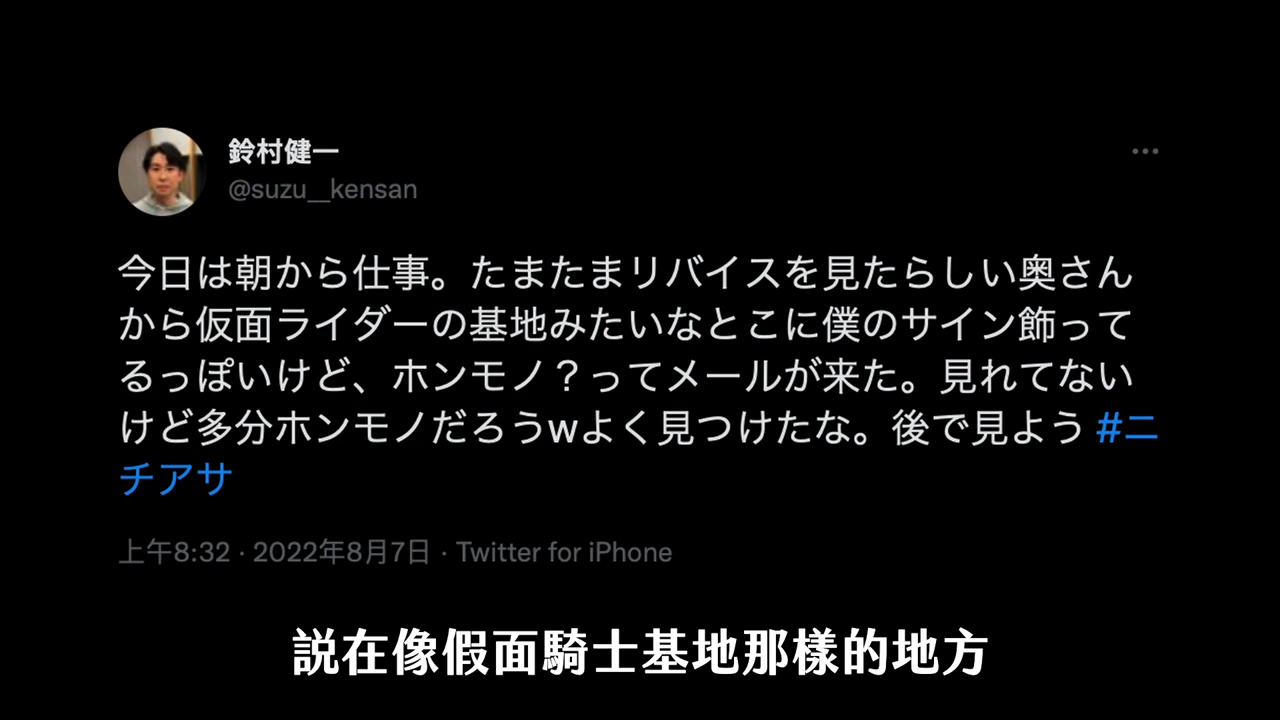 鈴村健一
@suzu__kensan
今日は朝から仕事。たまたまリバイスを見たらしい奥さん
から仮面ライダーの基地みたいなとこに僕のサイン飾って
るっぽいけど、ホンモノ？ってメールが来た。見れてない
けど多分ホンモノだろうwよく見つけたな。後で見よう #ニ
チアサ
上午8:32 · 2022年8月7日 · Twitter for iPhone
説在像假面騎士基地那樣的地方